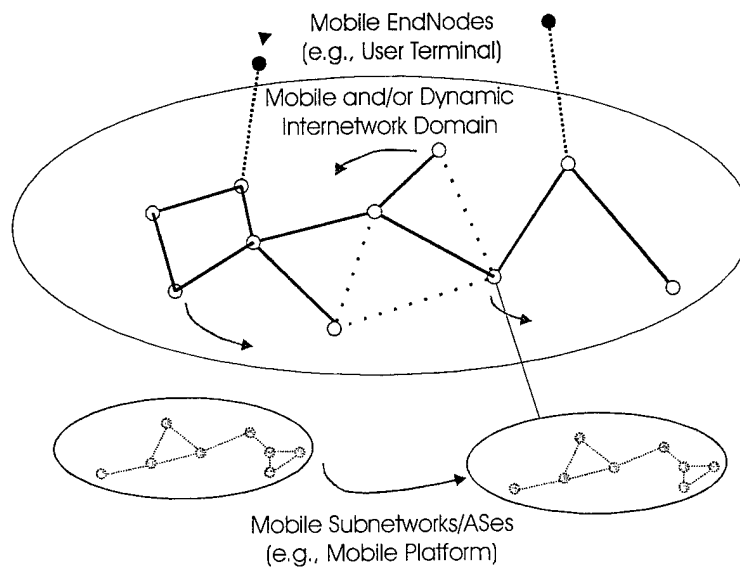 Mobile EndNodes
(e.g., User Terminal)
Mobile and/or Dynamic
Internetwork Domain
Mobile Subnetworks/ASes
(e.g., Mobile Platform)